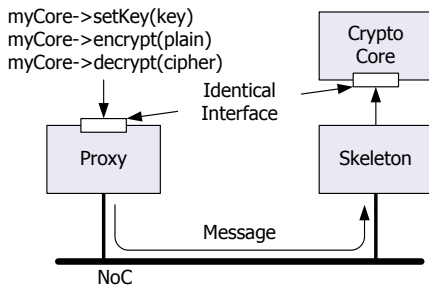 myCore->setKey(key)
myCore->encrypt(plain)
myCore->decrypt(cipher)
Crypto
Core
Identical
Interface
Proxy
Skeleton
Message
NoC